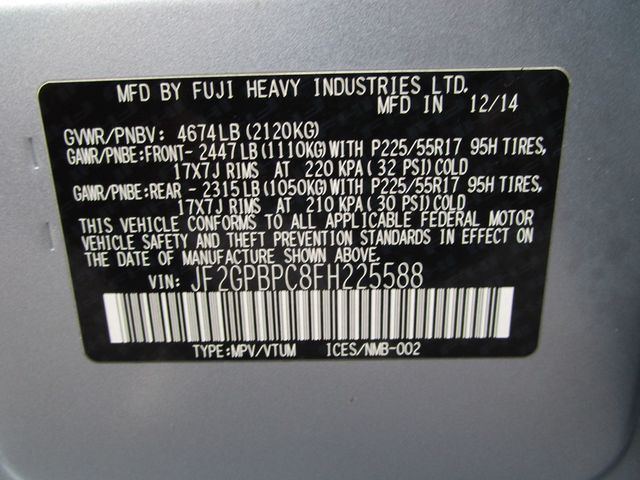 MFD BY FUJI HEAVY INDUSTRIES LTD.
MFD IN 12/14
GVWR/PNBV: 4674LB(2120KG)
GAWR/PNBE:FRONT- 2447LB(1110KG)WITH P225/55R17 95H TIRES,
17X7J RIMS AT 220 KPA(32 PSI)COLD
GAWR/PNBE:REAR - 2315LB(1050KG)WITH P225/55R17 95H TIRES,
17X7J RIMS AT 210 KPA(30 PSI)COLD
THIS VEHICLE CONFORMS TO ALL APPLICABLE FEDERAL MOTOR
VEHICLE SAFETY AND THEFT PREVENTION STANDARDS IN EFFECT ON
THE DATE OF MANUFACTURE SHOWN ABOVE.
VIN: JF2GPBPC8FH225588
TYPE:MPV/VTUM ICES/NMB-002